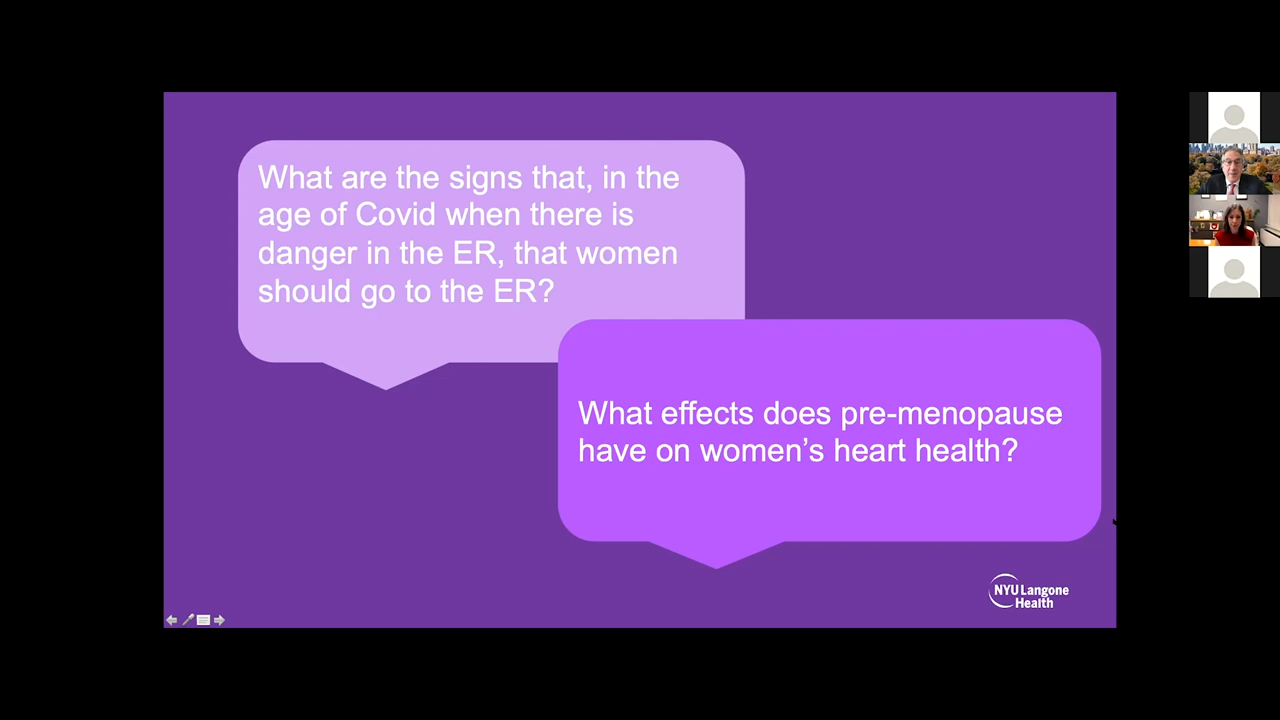 What are the signs that, in the
age of Covid when there is
danger in the ER, that women
should go to the ER?
What effects does pre-menopause
have on women’s heart health?
NYU Langone
Health